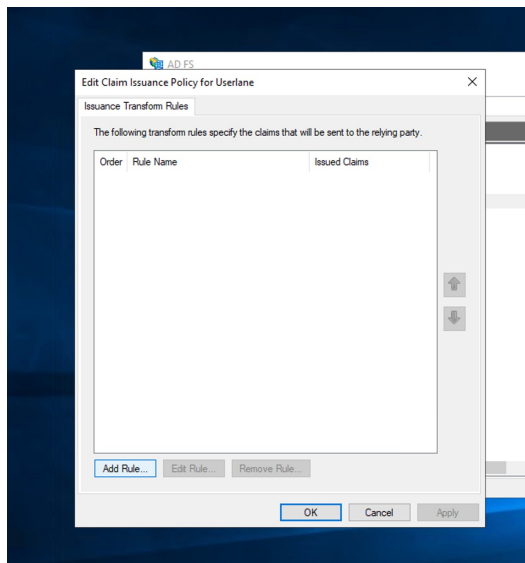 AD FS
Edit Claim Issuance Policy for Userlane
Issuance Transform Rules
The following transform rules specify the claims that will be sent to the relying party.
Order Rule Name Issued Claims
Add Rule... Edit Rule... Remove Rule...
OK Cancel Apply